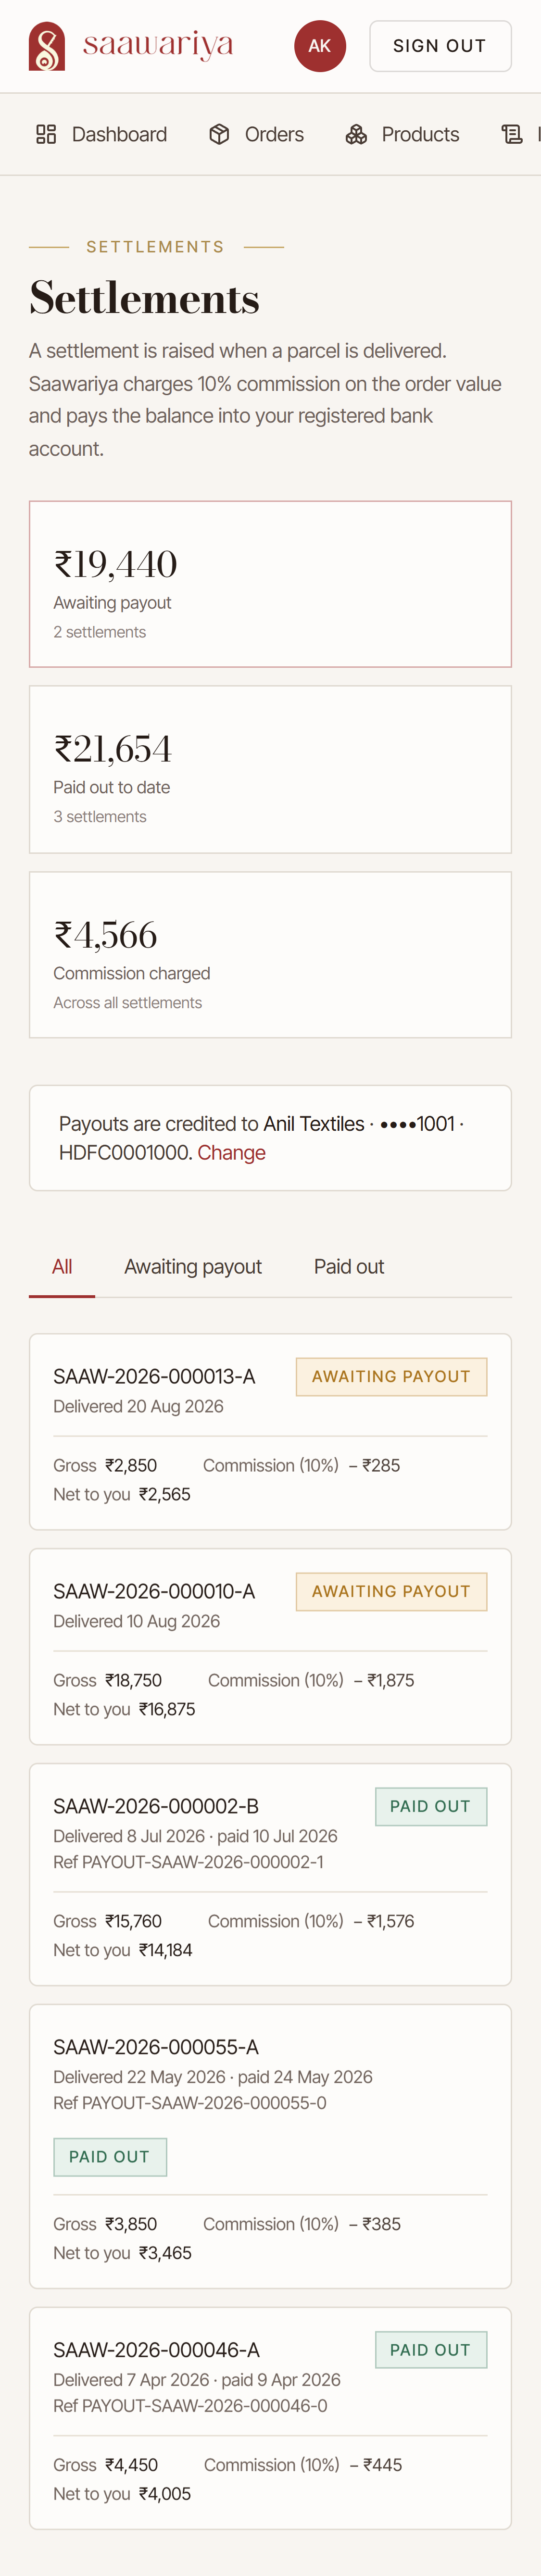 saawariya
AK
SIGN OUT
Dashboard
Orders
Products
SETTLEMENTS
Settlements
A settlement is raised when a parcel is delivered.
Saawariya charges 10% commission on the order value
and pays the balance into your registered bank
account.
₹19,440
Awaiting payout
2 settlements
₹21,654
Paid out to date
3 settlements
₹4,566
Commission charged
Across all settlements
Payouts are credited to Anil Textiles · ••••1001 ·
HDFC0001000. Change
All
Awaiting payout
Paid out
SAAW-2026-000013-A
AWAITING PAYOUT
Delivered 20 Aug 2026
Gross ₹2,850 Commission (10%) – ₹285
Net to you ₹2,565
SAAW-2026-000010-A
AWAITING PAYOUT
Delivered 10 Aug 2026
Gross ₹18,750 Commission (10%) – ₹1,875
Net to you ₹16,875
SAAW-2026-000002-B
PAID OUT
Delivered 8 Jul 2026 · paid 10 Jul 2026
Ref PAYOUT-SAAW-2026-000002-1
Gross ₹15,760 Commission (10%) – ₹1,576
Net to you ₹14,184
SAAW-2026-000055-A
Delivered 22 May 2026 · paid 24 May 2026
Ref PAYOUT-SAAW-2026-000055-0
PAID OUT
Gross ₹3,850 Commission (10%) – ₹385
Net to you ₹3,465
SAAW-2026-000046-A
PAID OUT
Delivered 7 Apr 2026 · paid 9 Apr 2026
Ref PAYOUT-SAAW-2026-000046-0
Gross ₹4,450 Commission (10%) – ₹445
Net to you ₹4,005